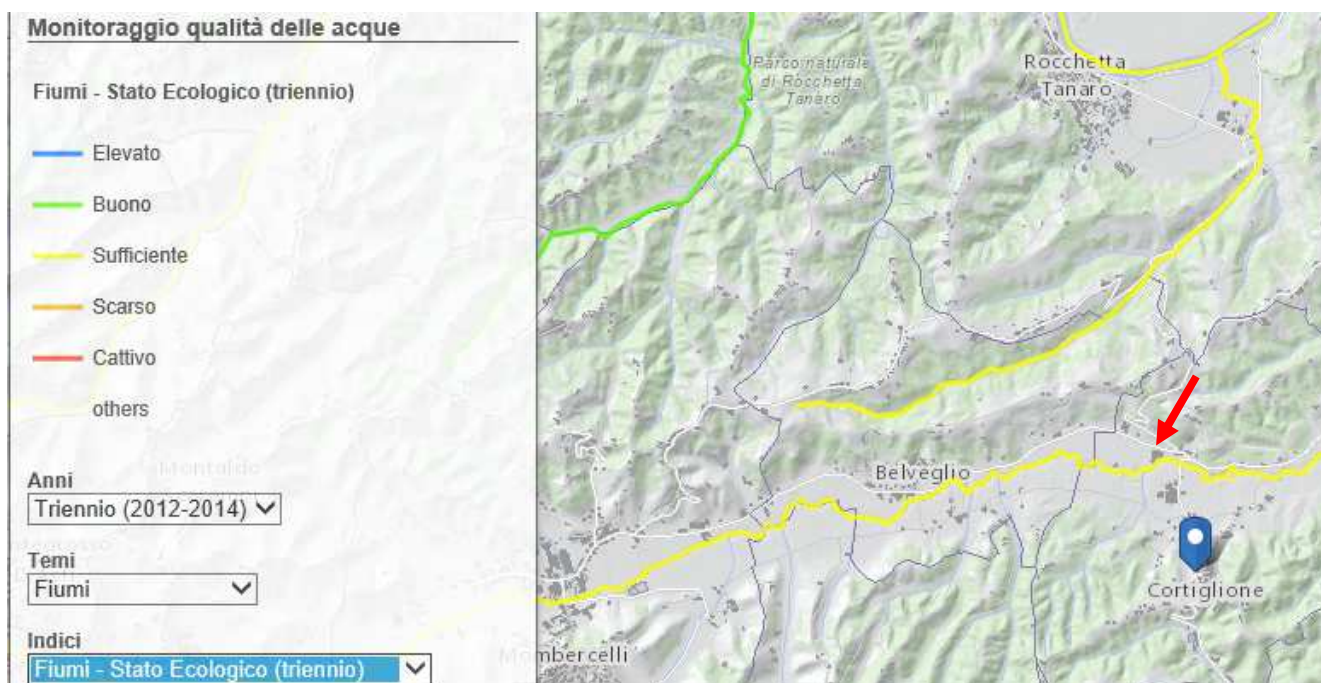 Monitoraggio qualità delle acque
Fiumi - Stato Ecologico (triennio)
Elevato
Buono
Sufficiente
Scarso
Cattivo
others
Anni
Triennio (2012-2014)
Temi
Fiumi
Indici
Fiumi - Stato Ecologico (triennio)
Parco naturale
di Rocchetta
Tanaro
Rocchetta
Tanaro
Montaldo
Belveglio
Cortiglione
Mombercelli